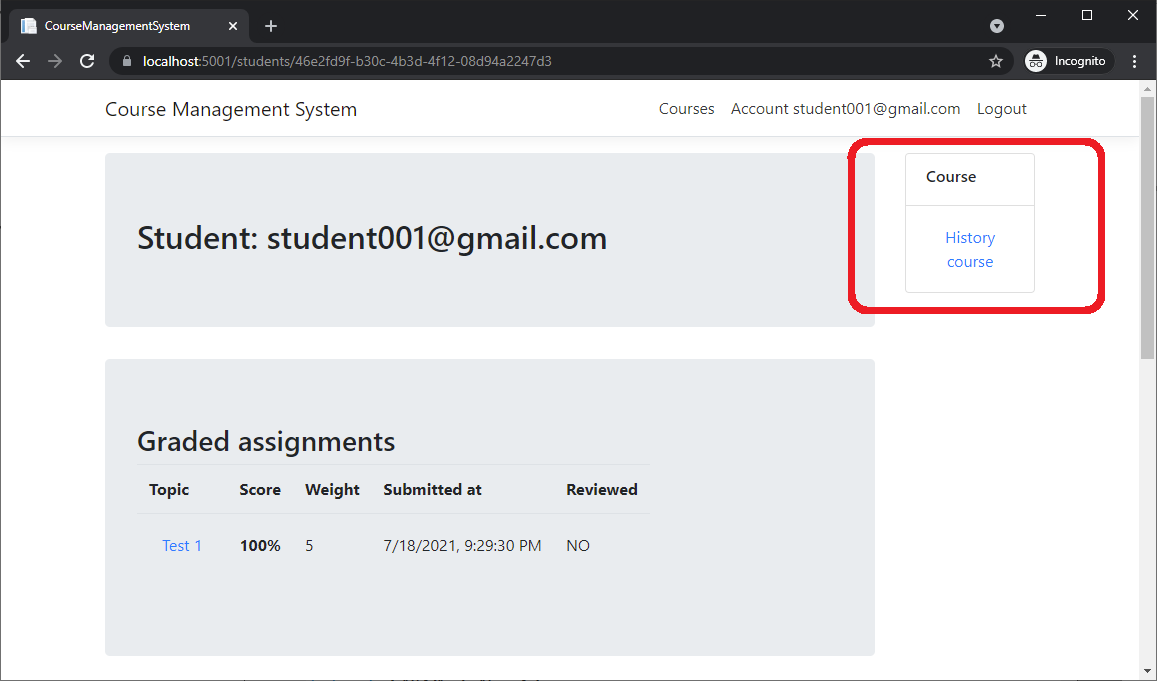 CourseManagementSystem
localhost:5001/students/46e2fd9f-b30c-4b3d-4f12-08d94a2247d3
Incognito
Course Management System
Courses Account student001@gmail.com Logout
Student: student001@gmail.com
Course
History
course
Graded assignments
Topic Score Weight Submitted at Reviewed
Test 1 100% 5 7/18/2021, 9:29:30 PM NO